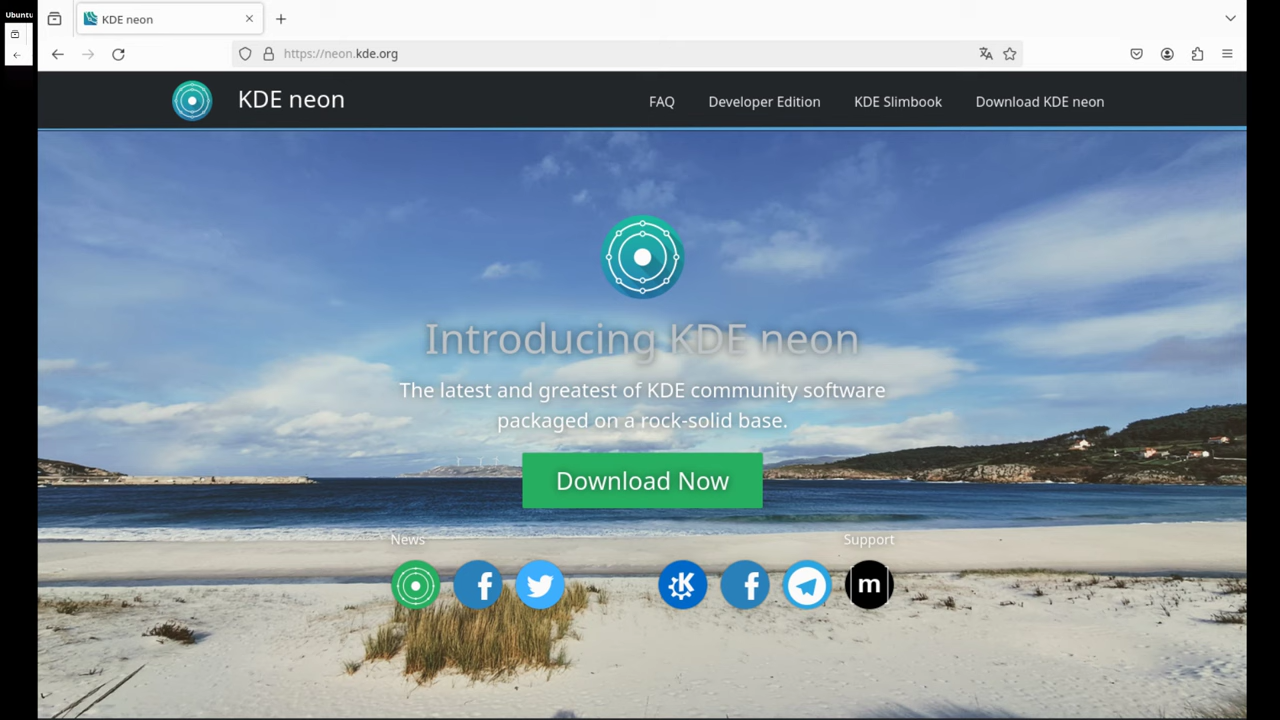 Ubuntu
KDE neon
https://neon.kde.org
KDE neon
FAQ
Developer Edition
KDE Slimbook
Download KDE neon
Introducing KDE neon
The latest and greatest of KDE community software
packaged on a rock-solid base.
Download Now
News
Support
m